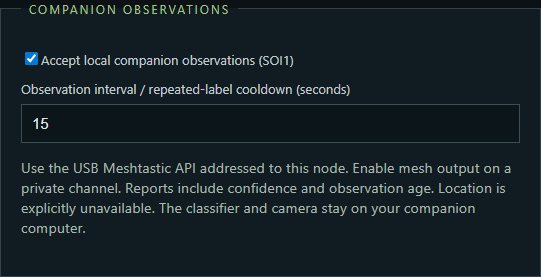 COMPANION OBSERVATIONS
Accept local companion observations (SOI1)
Observation interval / repeated-label cooldown (seconds)
15
Use the USB Meshtastic API addressed to this node. Enable mesh output on a
private channel. Reports include confidence and observation age. Location is
explicitly unavailable. The classifier and camera stay on your companion
computer.